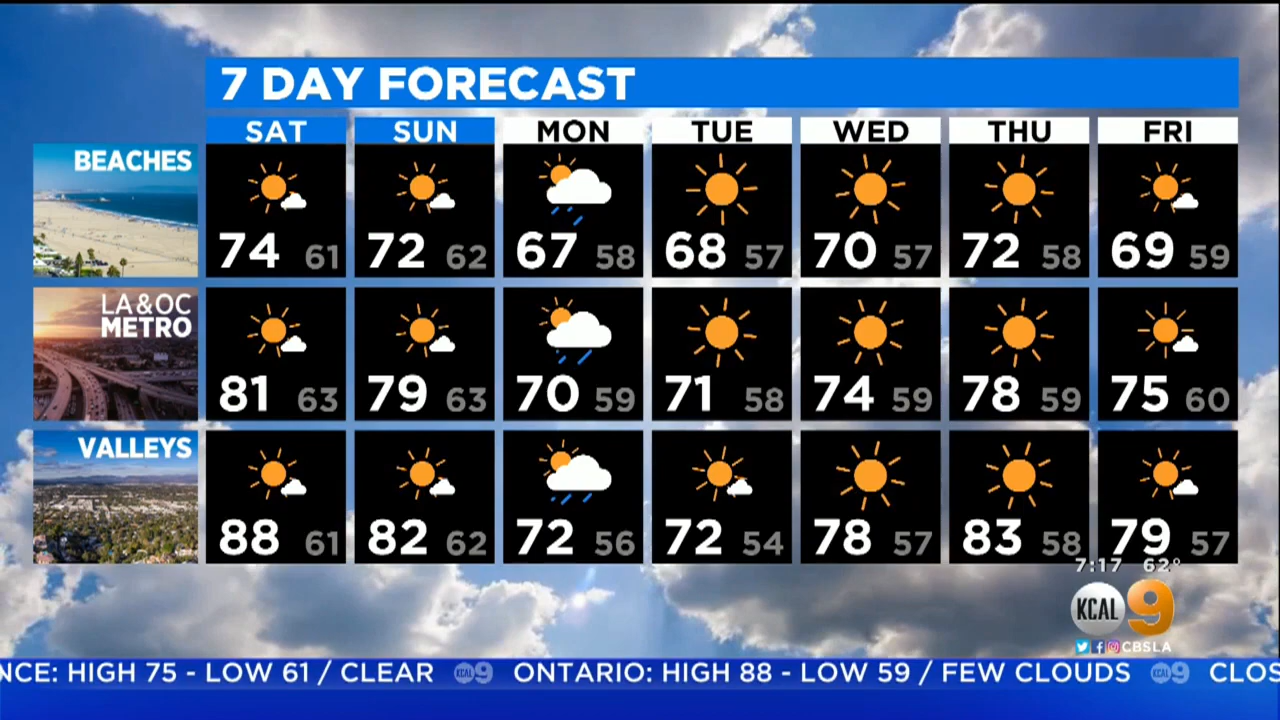 7 DAY FORECAST
SAT SUN MON TUE WED THU FRI
BEACHES
74 61 72 62 67 58 68 57 70 57 72 58 69 59
LA&OC
METRO
81 63 79 63 70 59 71 58 74 59 78 59 75 60
VALLEYS
88 61 82 62 72 56 72 54 78 57 83 58 79 57
7:17 62°
KCAL 9
CBSLA
NCE: HIGH 75 - LOW 61 / CLEAR KCAL 9 ONTARIO: HIGH 88 - LOW 59 / FEW CLOUDS KCAL 9 CLOS